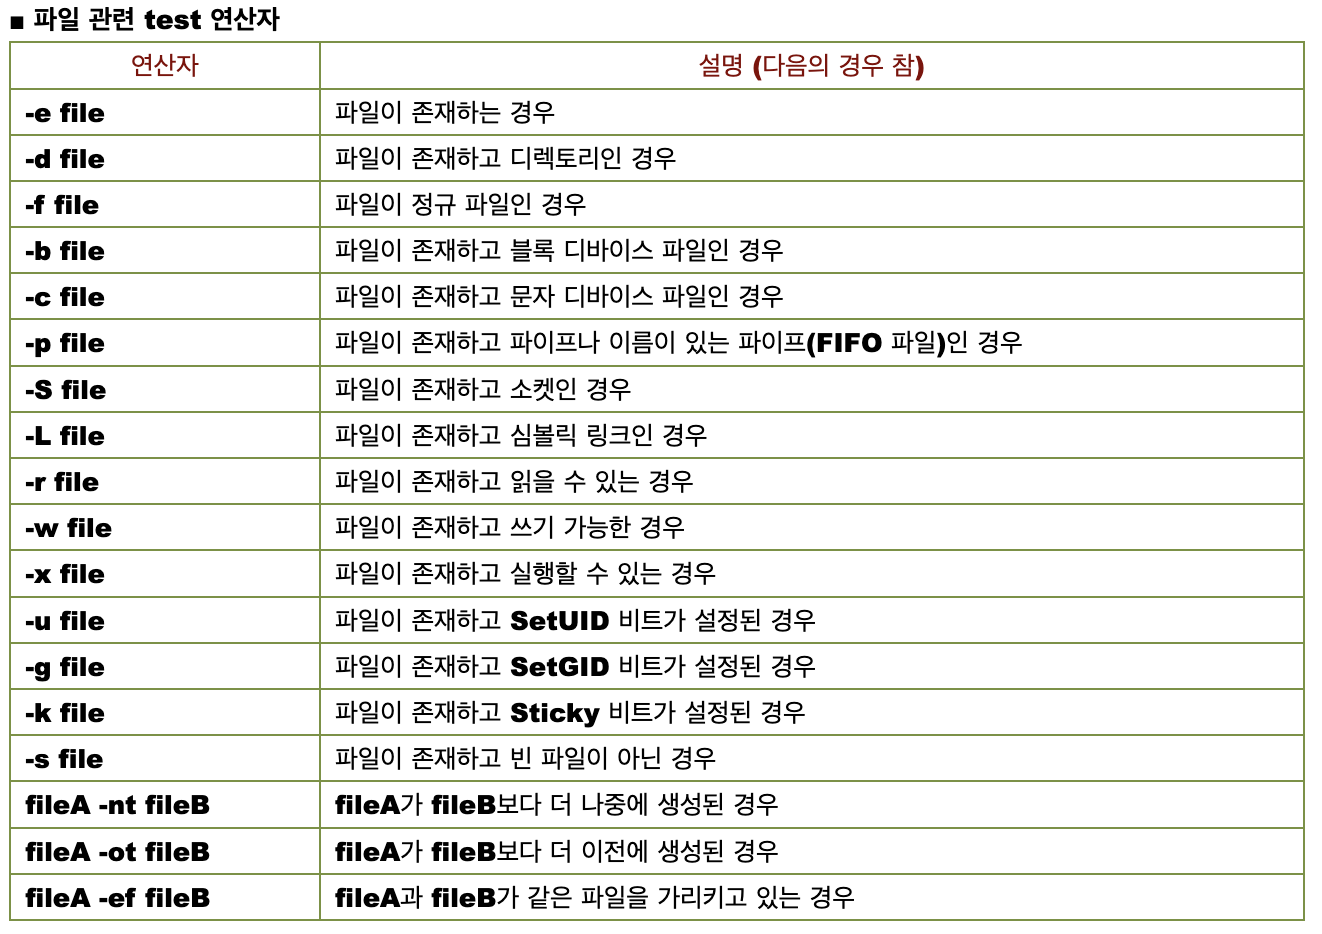 ■ 파일 관련 test 연산자
연산자 설명 (다음의 경우 참)
-e file 파일이 존재하는 경우
-d file 파일이 존재하고 디렉토리인 경우
-f file 파일이 정규 파일인 경우
-b file 파일이 존재하고 블록 디바이스 파일인 경우
-c file 파일이 존재하고 문자 디바이스 파일인 경우
-p file 파일이 존재하고 파이프나 이름이 있는 파이프(FIFO 파일)인 경우
-S file 파일이 존재하고 소켓인 경우
-L file 파일이 존재하고 심볼릭 링크인 경우
-r file 파일이 존재하고 읽을 수 있는 경우
-w file 파일이 존재하고 쓰기 가능한 경우
-x file 파일이 존재하고 실행할 수 있는 경우
-u file 파일이 존재하고 SetUID 비트가 설정된 경우
-g file 파일이 존재하고 SetGID 비트가 설정된 경우
-k file 파일이 존재하고 Sticky 비트가 설정된 경우
-s file 파일이 존재하고 빈 파일이 아닌 경우
fileA -nt fileB fileA가 fileB보다 더 나중에 생성된 경우
fileA -ot fileB fileA가 fileB보다 더 이전에 생성된 경우
fileA -ef fileB fileA과 fileB가 같은 파일을 가리키고 있는 경우